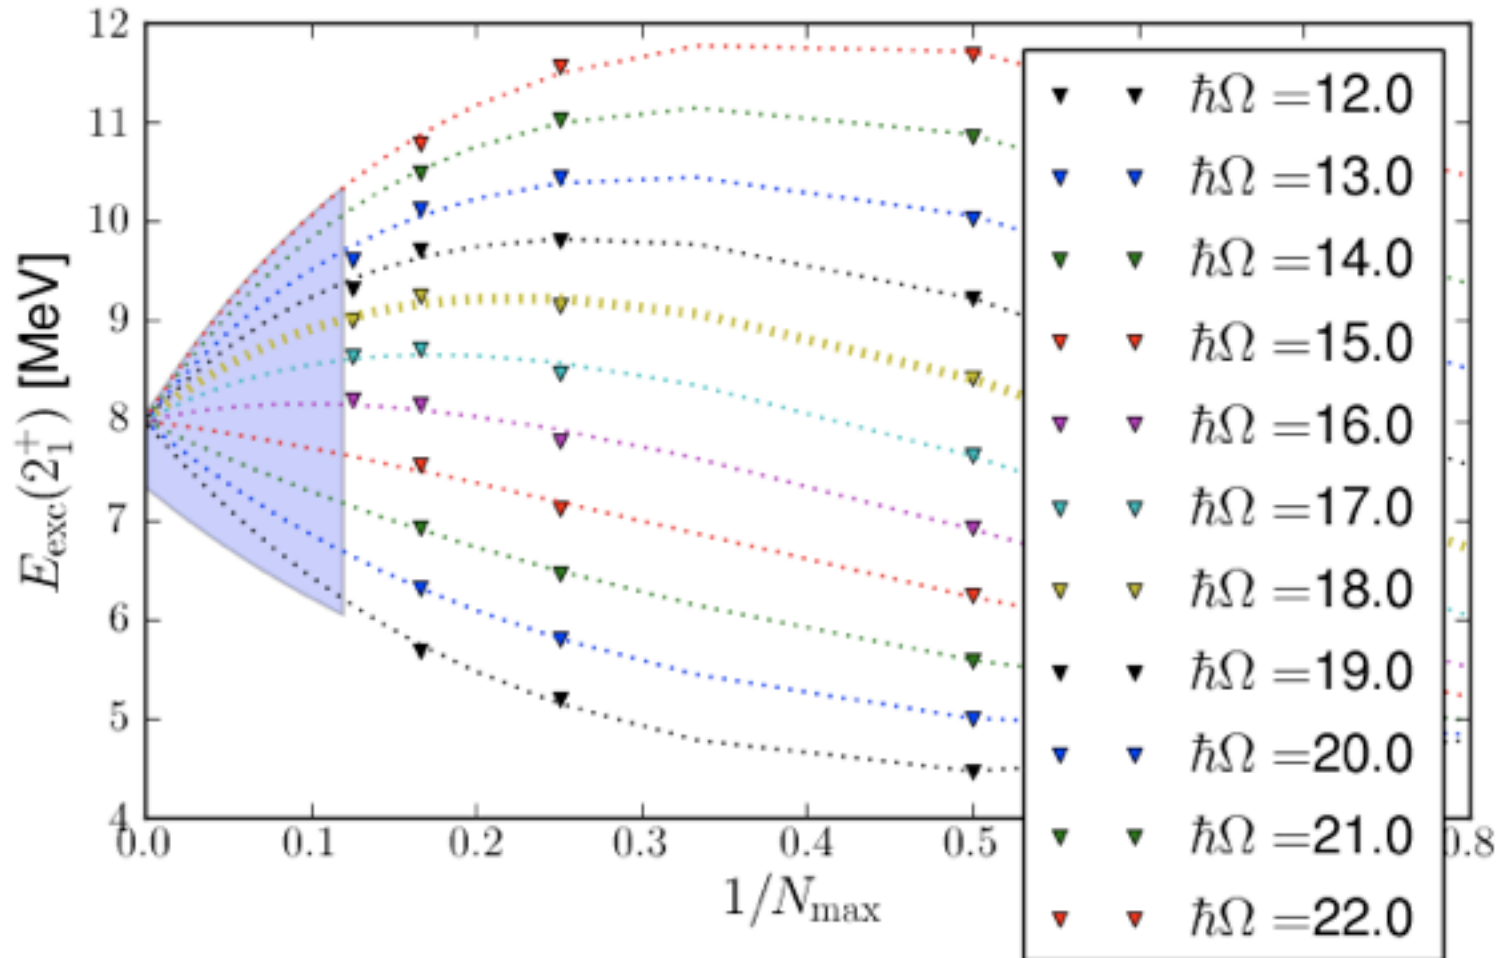 12
11
10
9
8
7
6
5
4
0.0 0.1 0.2 0.3 0.4 0.5 0.8
E_exc(2_1^+) [MeV]
1/N_max
ħΩ =12.0
ħΩ =13.0
ħΩ =14.0
ħΩ =15.0
ħΩ =16.0
ħΩ =17.0
ħΩ =18.0
ħΩ =19.0
ħΩ =20.0
ħΩ =21.0
ħΩ =22.0